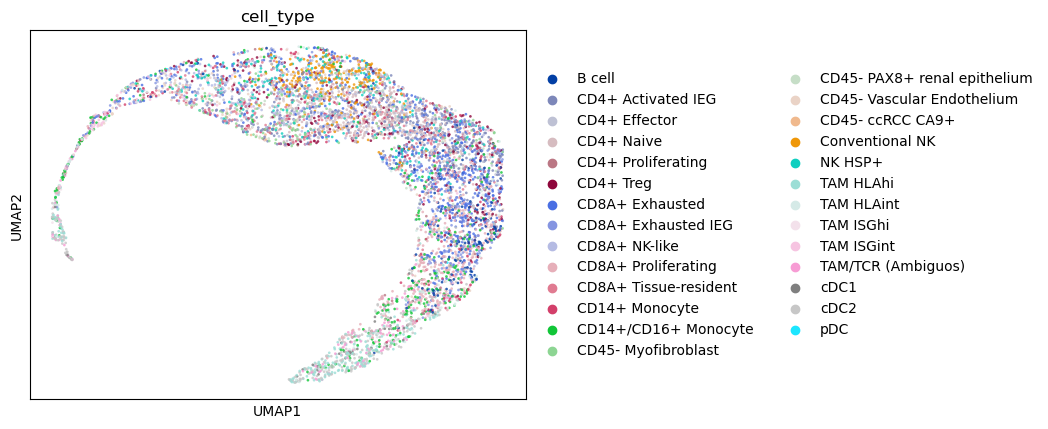 cell_type
UMAP2
UMAP1
B cell
CD4+ Activated IEG
CD4+ Effector
CD4+ Naive
CD4+ Proliferating
CD4+ Treg
CD8A+ Exhausted
CD8A+ Exhausted IEG
CD8A+ NK-like
CD8A+ Proliferating
CD8A+ Tissue-resident
CD14+ Monocyte
CD14+/CD16+ Monocyte
CD45- Myofibroblast
CD45- PAX8+ renal epithelium
CD45- Vascular Endothelium
CD45- ccRCC CA9+
Conventional NK
NK HSP+
TAM HLAhi
TAM HLAint
TAM ISGhi
TAM ISGint
TAM/TCR (Ambiguos)
cDC1
cDC2
pDC